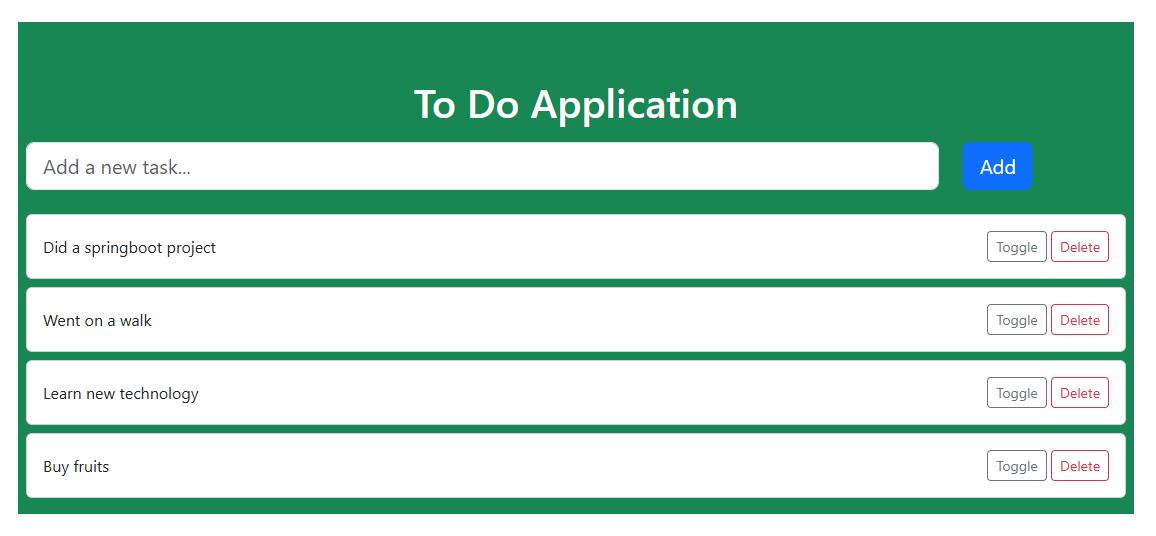 To Do Application
Add a new task...
Add
Did a springboot project Toggle Delete
Went on a walk Toggle Delete
Learn new technology Toggle Delete
Buy fruits Toggle Delete